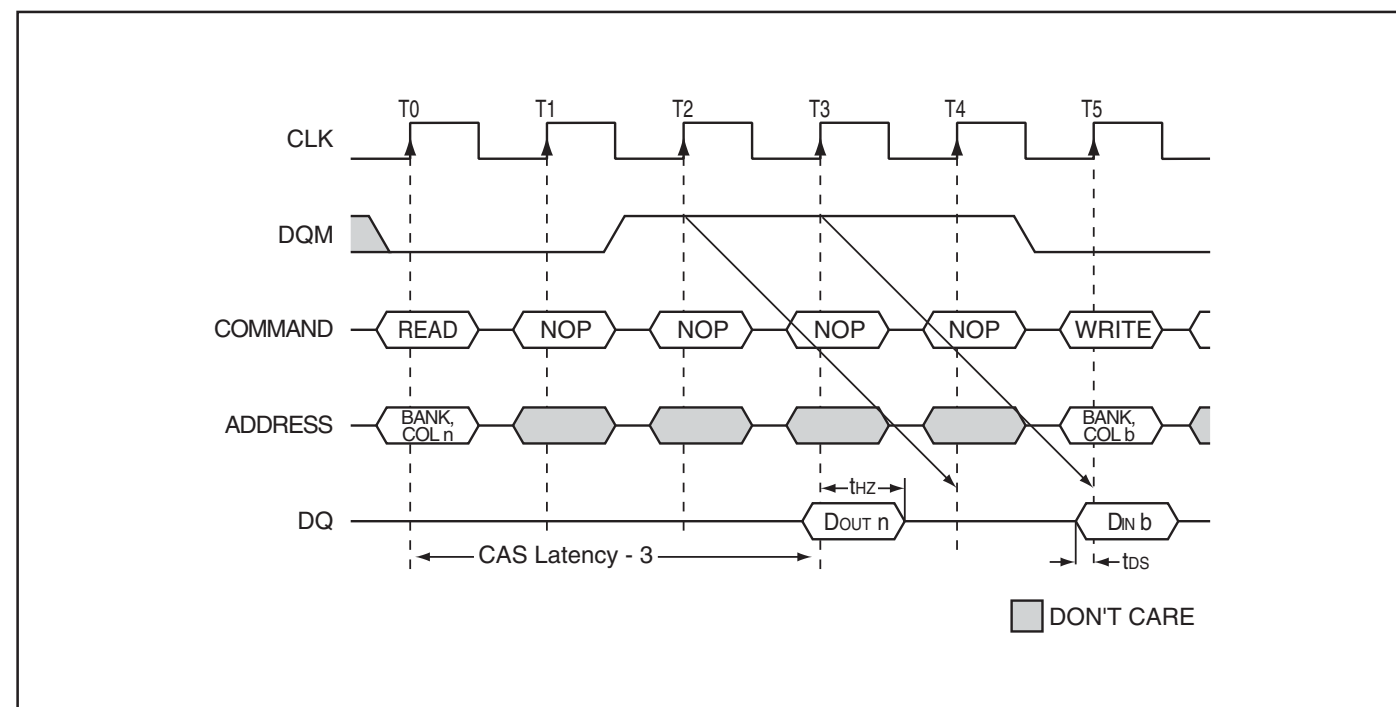 T0 T1 T2 T3 T4 T5
CLK
DQM
COMMAND READ NOP NOP NOP NOP WRITE
ADDRESS BANK, COL n BANK, COL b
tHZ
DQ DOUT n DIN b
CAS Latency - 3 tDS
DON'T CARE